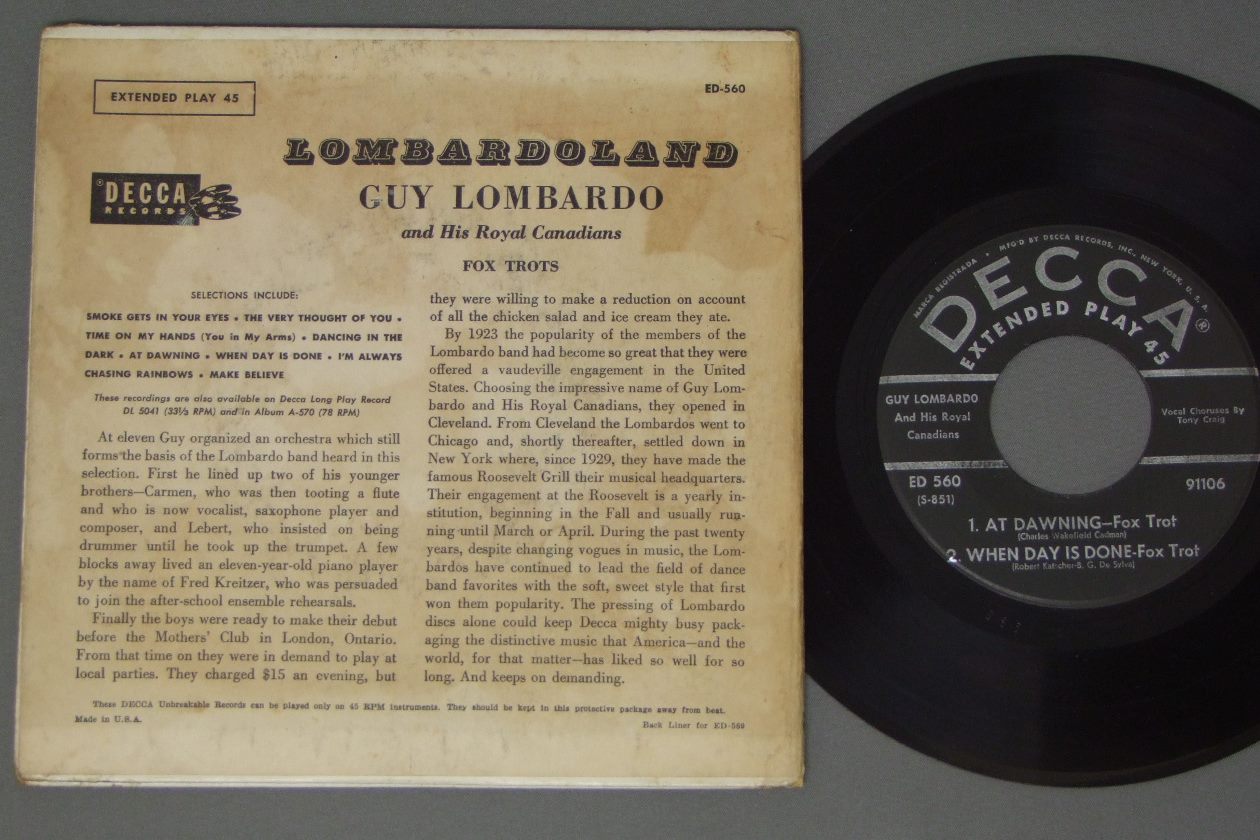 EXTENDED PLAY 45
ED-560
LOMBARDOLAND
GUY LOMBARDO
and His Royal Canadians
FOX TROTS
®DECCA
RECORDS
SELECTIONS INCLUDE:
SMOKE GETS IN YOUR EYES • THE VERY THOUGHT OF YOU •
TIME ON MY HANDS (You in My Arms) • DANCING IN THE
DARK • AT DAWNING • WHEN DAY IS DONE • I'M ALWAYS
CHASING RAINBOWS • MAKE BELIEVE
These recordings are also available on Decca Long Play Record
DL 5041 (33⅓ RPM) and in Album A-570 (78 RPM)
At eleven Guy organized an orchestra which still
forms the basis of the Lombardo band heard in this
selection. First he lined up two of his younger
brothers—Carmen, who was then tooting a flute
and who is now vocalist, saxophone player and
composer, and Lebert, who insisted on being
drummer until he took up the trumpet. A few
blocks away lived an eleven-year-old piano player
by the name of Fred Kreitzer, who was persuaded
to join the after-school ensemble rehearsals.
Finally the boys were ready to make their debut
before the Mothers' Club in London, Ontario.
From that time on they were in demand to play at
local parties. They charged $15 an evening, but
they were willing to make a reduction on account
of all the chicken salad and ice cream they ate.
By 1923 the popularity of the members of the
Lombardo band had become so great that they were
offered a vaudeville engagement in the United
States. Choosing the impressive name of Guy Lom-
bardo and His Royal Canadians, they opened in
Cleveland. From Cleveland the Lombardos went to
Chicago and, shortly thereafter, settled down in
New York where, since 1929, they have made the
famous Roosevelt Grill their musical headquarters.
Their engagement at the Roosevelt is a yearly in-
stitution, beginning in the Fall and usually run-
ning until March or April. During the past twenty
years, despite changing vogues in music, the Lom-
bardos have continued to lead the field of dance
band favorites with the soft, sweet style that first
won them popularity. The pressing of Lombardo
discs alone could keep Decca mighty busy pack-
aging the distinctive music that America—and the
world, for that matter—has liked so well for so
long. And keeps on demanding.
These DECCA Unbreakable Records can be played only on 45 RPM instruments. They should be kept in this protective package away from heat.
Made in U.S.A.
Back Liner for ED 560
MARCA REGISTRADA • MFG'D BY DECCA RECORDS, INC., NEW YORK, U. S. A.
DECCA®
EXTENDED PLAY 45
GUY LOMBARDO
And His Royal
Canadians
Vocal Choruses By
Tony Craig
ED 560
(S-851)
91106
1. AT DAWNING—Fox Trot
(Charles Wakefield Cadman)
2. WHEN DAY IS DONE-Fox Trot
(Robert Katscher-B. G. De Sylva)